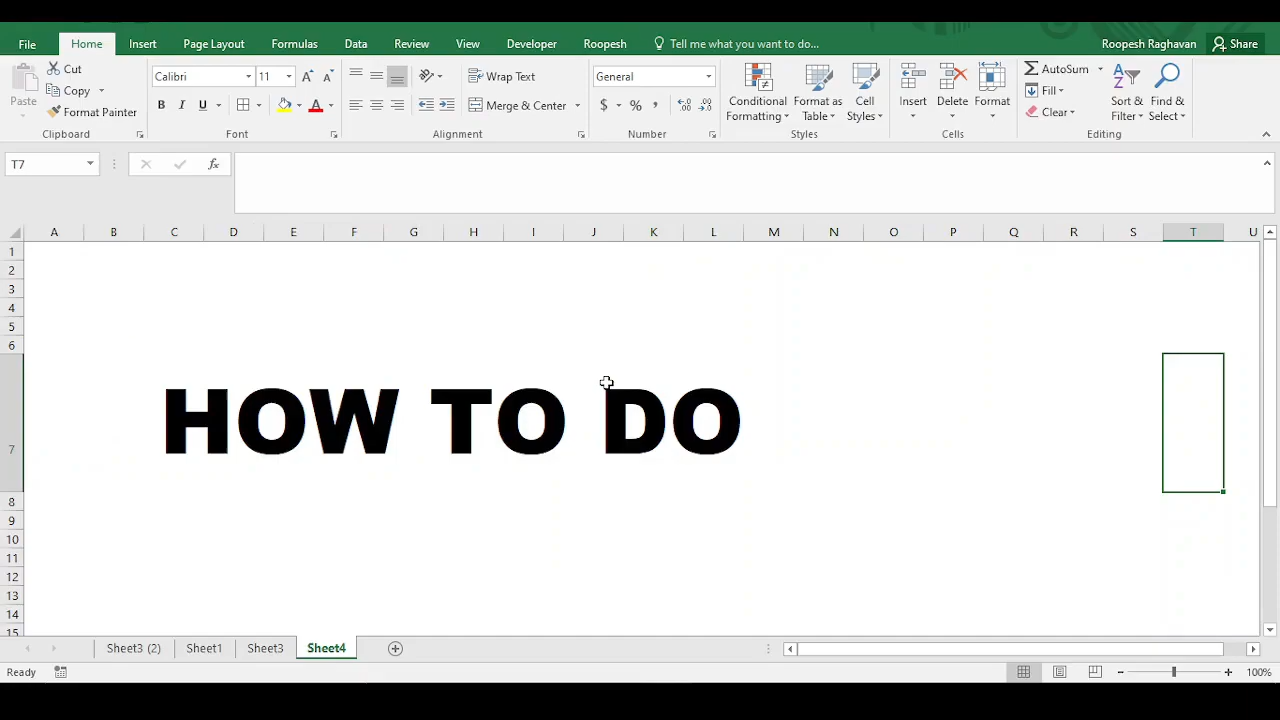 File Home Insert Page Layout Formulas Data Review View Developer Roopesh Tell me what you want to do... Roopesh Raghavan Share
Paste
Cut
Copy
Format Painter
Clipboard
Calibri 11
B I U A
Font
Wrap Text
Merge & Center
Alignment
General
$ % ,
Number
Conditional Formatting
Format as Table
Cell Styles
Styles
Insert Delete Format
Cells
AutoSum
Fill
Clear
Sort & Filter
Find & Select
Editing
T7 fx
A B C D E F G H I J K L M N O P Q R S T U
1
2
3
4
5
6
7
8
9
10
11
12
13
14
15
HOW TO DO
Sheet3 (2) Sheet1 Sheet3 Sheet4
Ready 100%